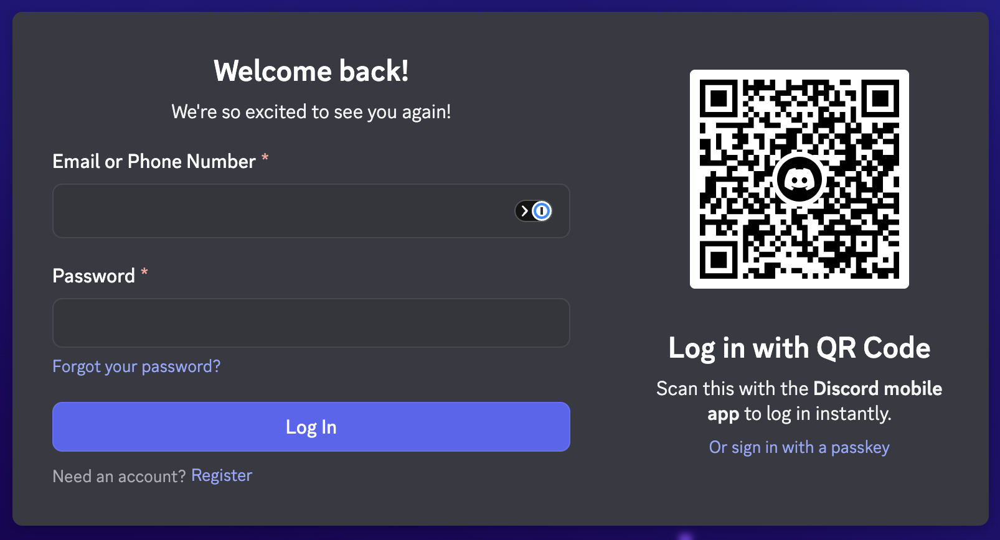 Welcome back!
We're so excited to see you again!
Email or Phone Number *
Password *
Forgot your password?
Log In
Need an account? Register
Log in with QR Code
Scan this with the Discord mobile
app to log in instantly.
Or sign in with a passkey